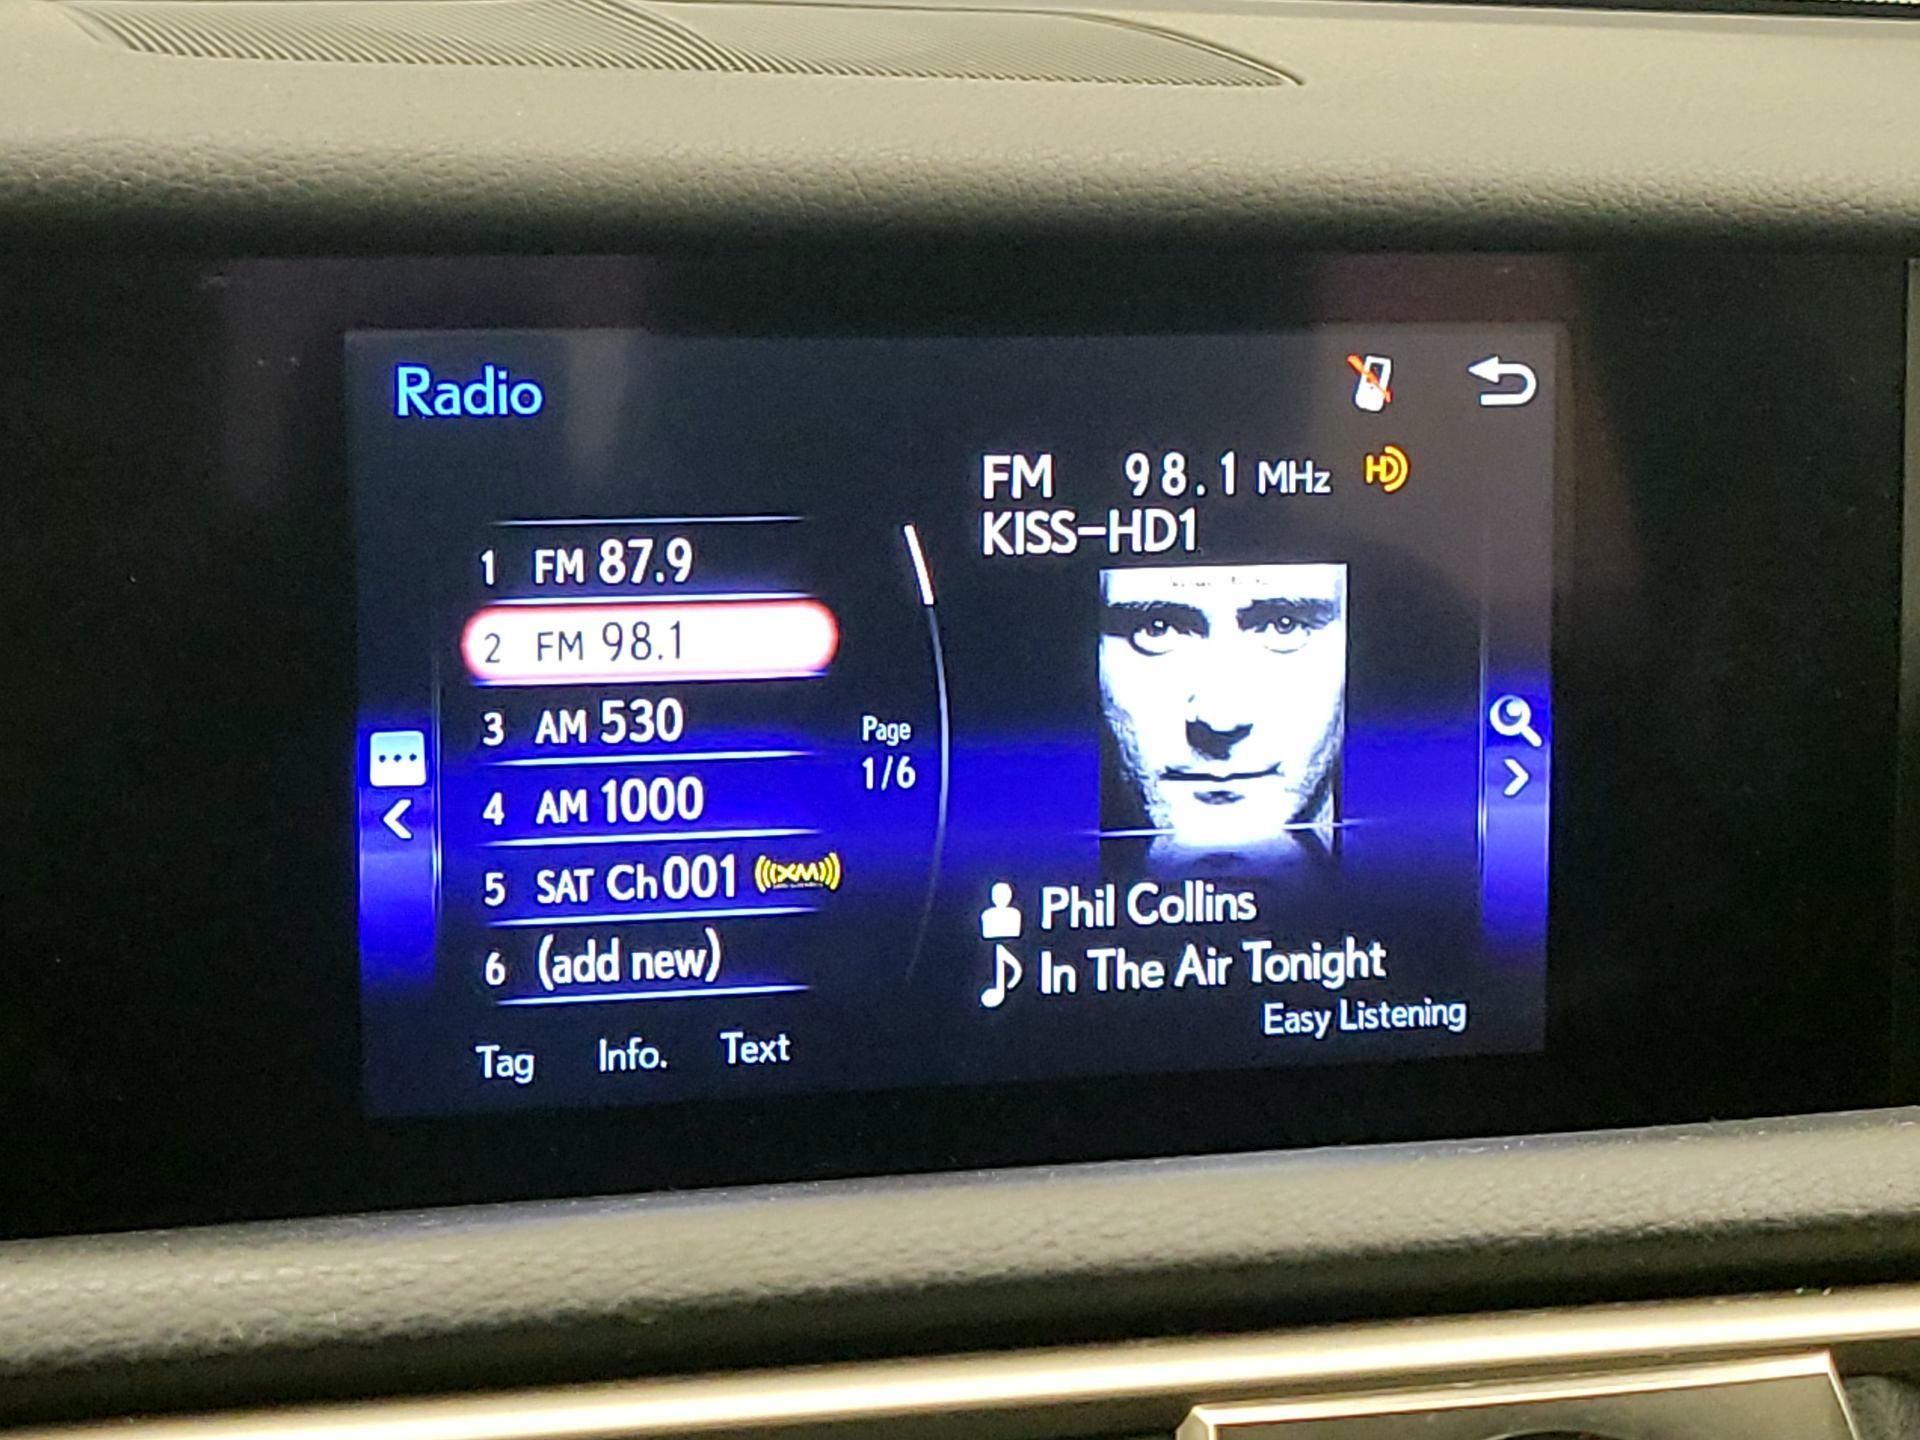 Radio
1 FM 87.9
2 FM 98.1
3 AM 530
4 AM 1000
5 SAT Ch 001 ((XM))
6 (add new)
Page
1/6
Tag Info. Text
FM 98.1 MHz HD
KISS-HD1
Phil Collins
In The Air Tonight
Easy Listening